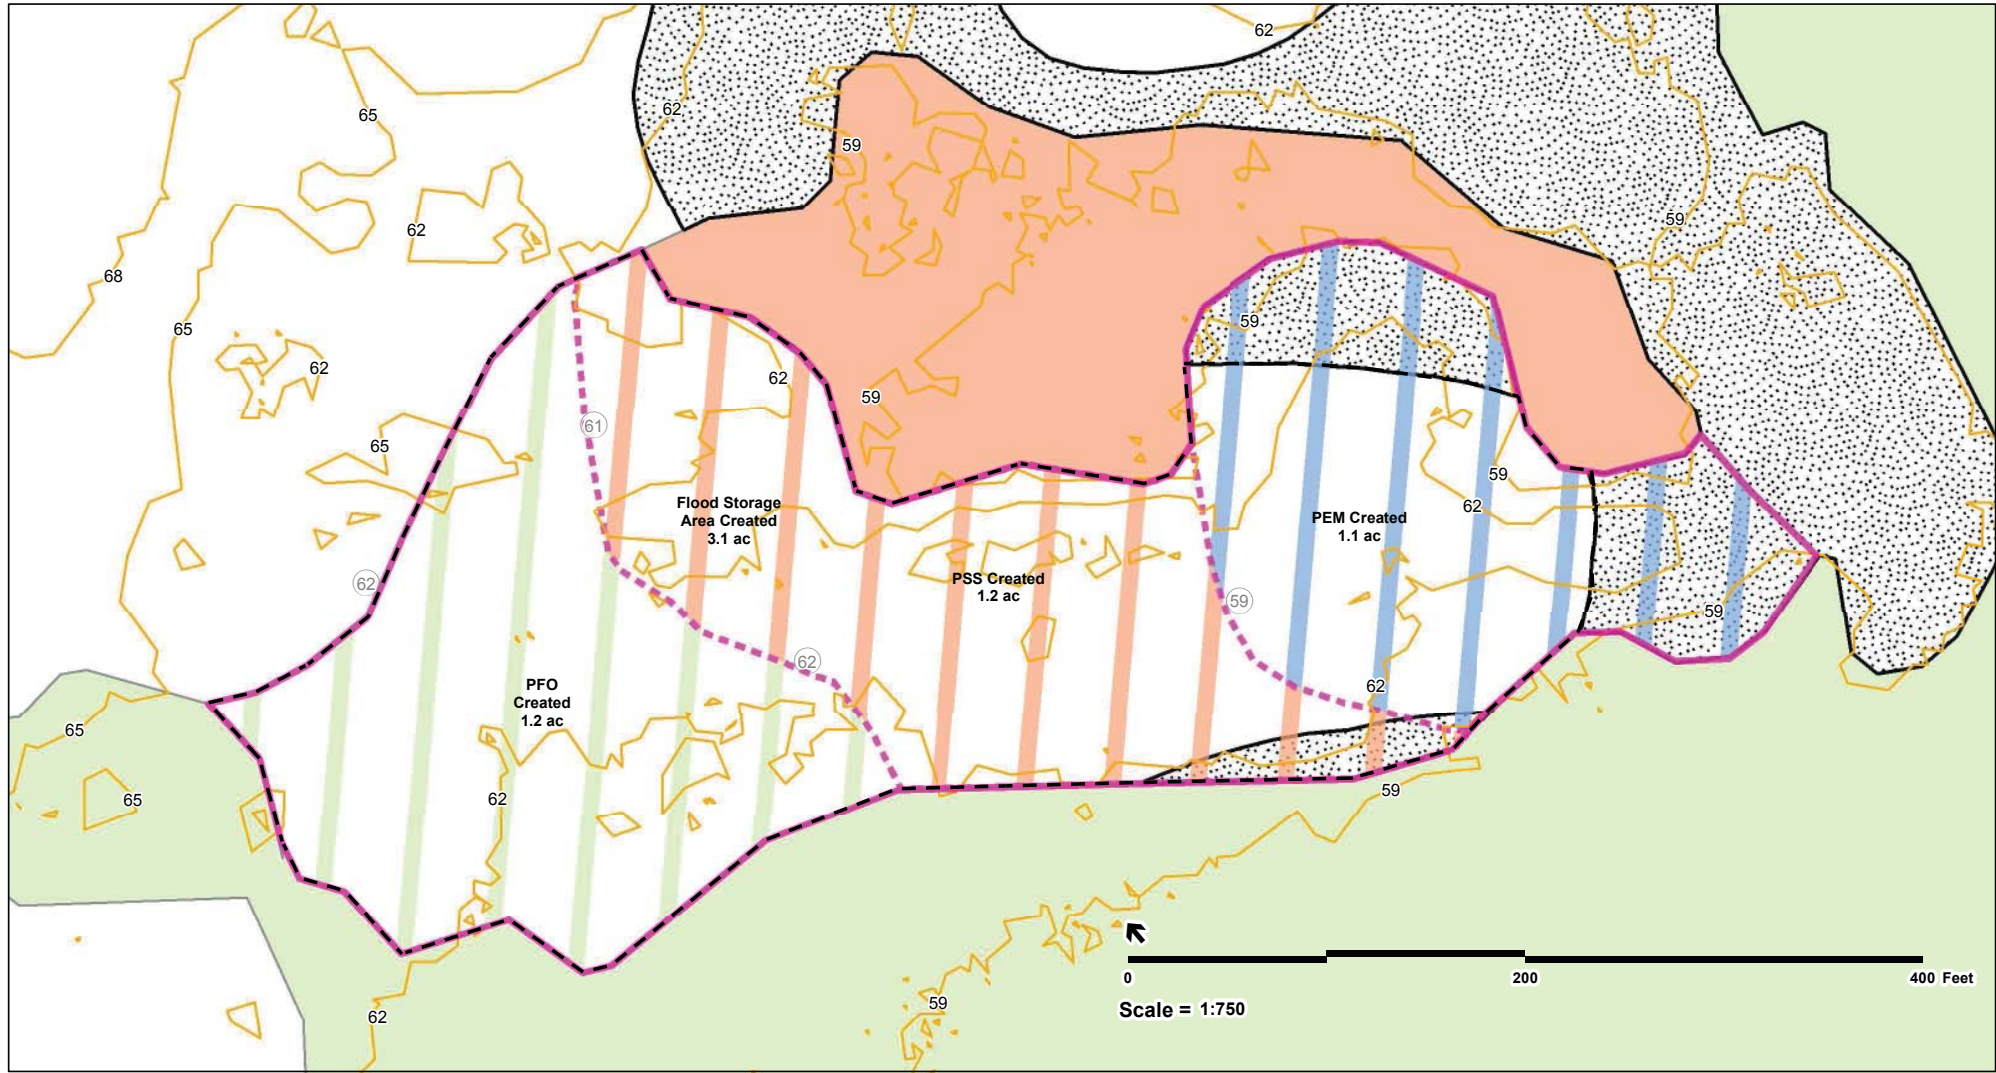 62
62
65
59
59
62
68
59
65
62
62
59
61
65
59
62
Flood Storage
Area Created
3.1 ac
PEM Created
1.1 ac
PSS Created
1.2 ac
62
59
59
62
PFO
Created
1.2 ac
62
65
65
62
59
59
62
0
200
400 Feet
Scale = 1:750